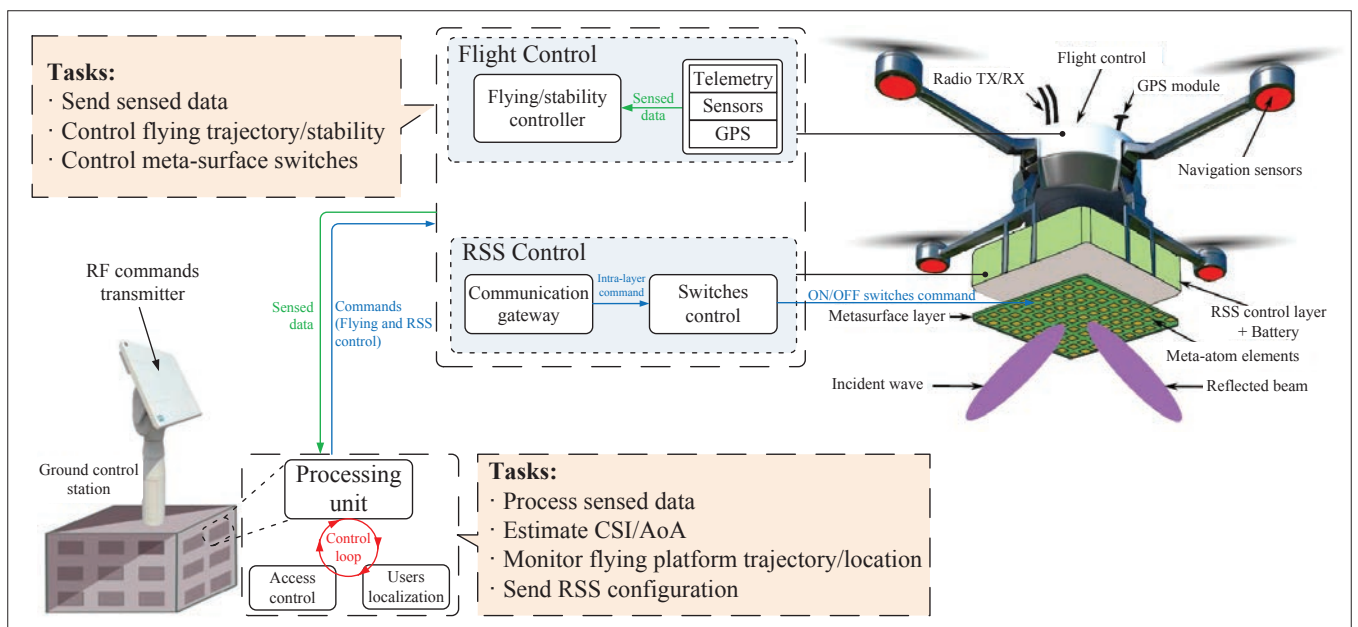 Tasks:
· Send sensed data
· Control flying trajectory/stability
· Control meta-surface switches
Flight Control
Flying/stability
controller
Sensed
data
Telemetry
Sensors
GPS
Radio TX/RX
Flight control
GPS module
Navigation sensors
RSS Control
Communication
gateway
Intra-layer
command
Switches
control
ON/OFF switches command
Metasurface layer
RSS control layer
+ Battery
Meta-atom elements
Incident wave
Reflected beam
RF commands
transmitter
Sensed
data
Commands
(Flying and RSS
control)
Ground control
station
Processing
unit
Control
loop
Access
control
Users
localization
Tasks:
· Process sensed data
· Estimate CSI/AoA
· Monitor flying platform trajectory/location
· Send RSS configuration